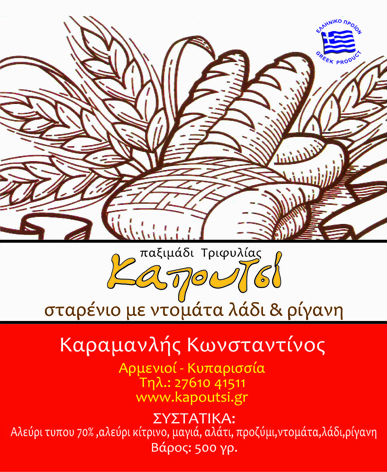 ΕΛΛΗΝΙΚΟ ΠΡΟΪΟΝ
GREEK PRODUCT
παξιμάδι Τριφυλίας
καπουτσί
σταρένιο με ντομάτα λάδι & ρίγανη
Καραμανλής Κωνσταντίνος
Αρμενιοί - Κυπαρισσία
Τηλ.: 27610 41511
www.kapoutsi.gr
ΣΥΣΤΑΤΙΚΑ:
Αλεύρι τυπου 70% ,αλεύρι κίτρινο, μαγιά, αλάτι, προζύμι,ντομάτα,λάδι,ρίγανη
Βάρος: 500 γρ.